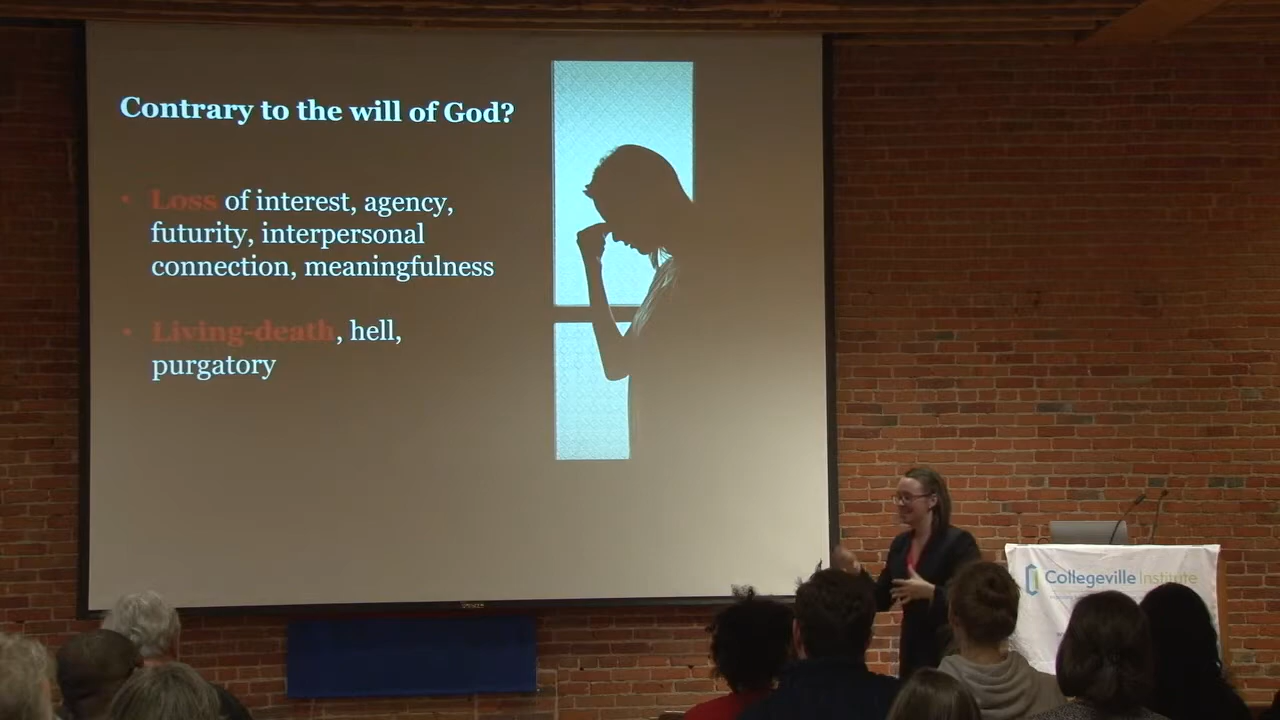 Contrary to the will of God?
• Loss of interest, agency,
futurity, interpersonal
connection, meaningfulness
• Living-death, hell,
purgatory
Collegeville Institute